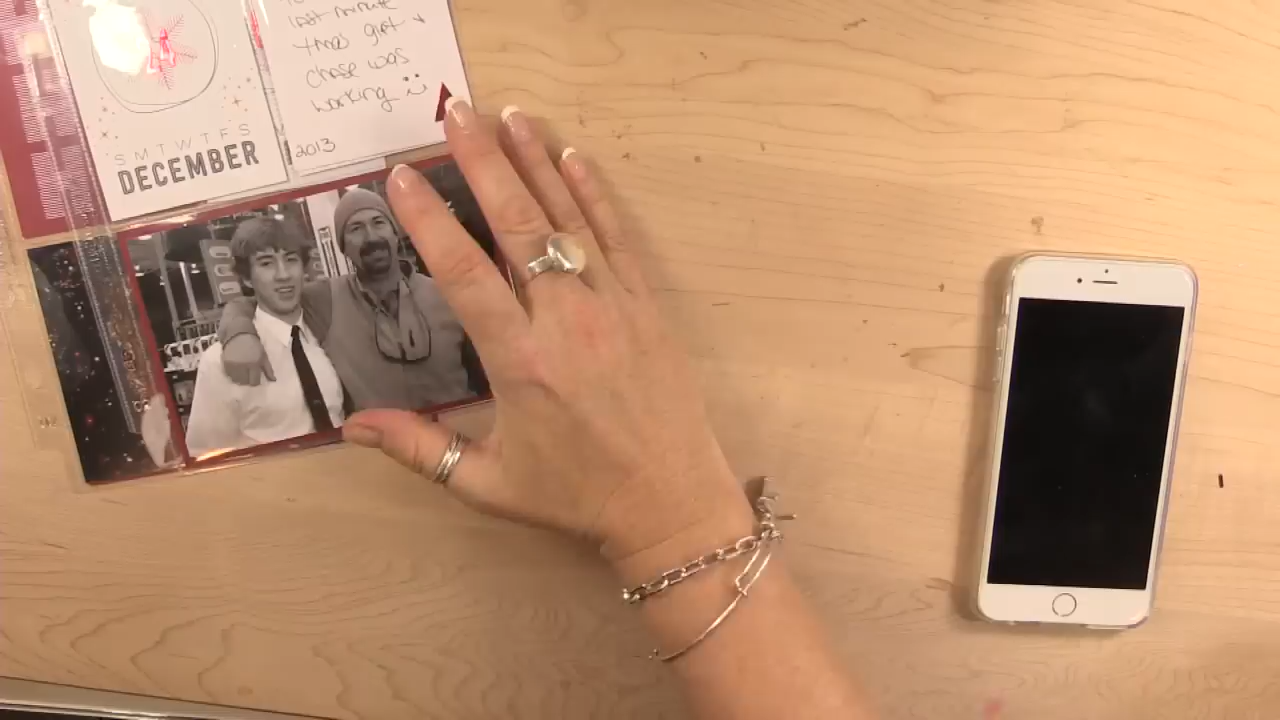 last minute
Xmas gift +
chase was
working
2013
S M T W T F S
DECEMBER